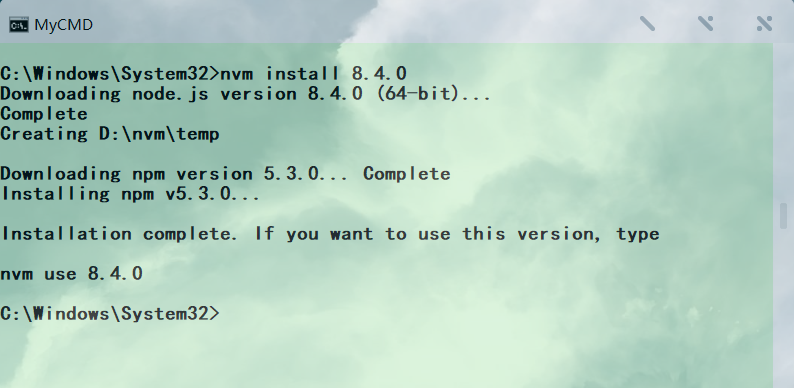 MyCMD
C:\Windows\System32>nvm install 8.4.0
Downloading node.js version 8.4.0 (64-bit)...
Complete
Creating D:\nvm\temp
Downloading npm version 5.3.0... Complete
Installing npm v5.3.0...
Installation complete. If you want to use this version, type
nvm use 8.4.0
C:\Windows\System32>